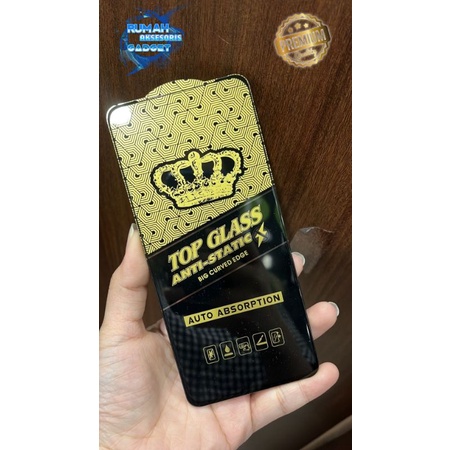 RUMAH
AKSESORIS
GADGET
PREMIUM
TOP GLASS
ANTI-STATIC
BIG CURVED EDGE
AUTO ABSORPTION